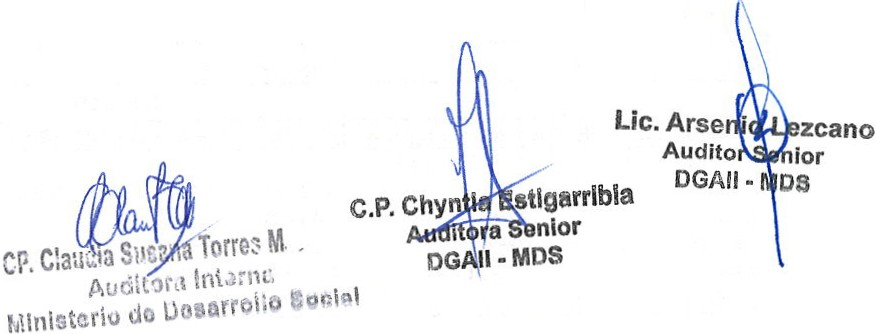 CP. Claudia Susana Torres M.
Auditora Interna
Ministerio de Desarrollo Social
C.P. Chyntia Estigarribia
Auditora Senior
DGAII - MDS
Lic. Arsenio Lezcano
Auditor Senior
DGAII - MDS